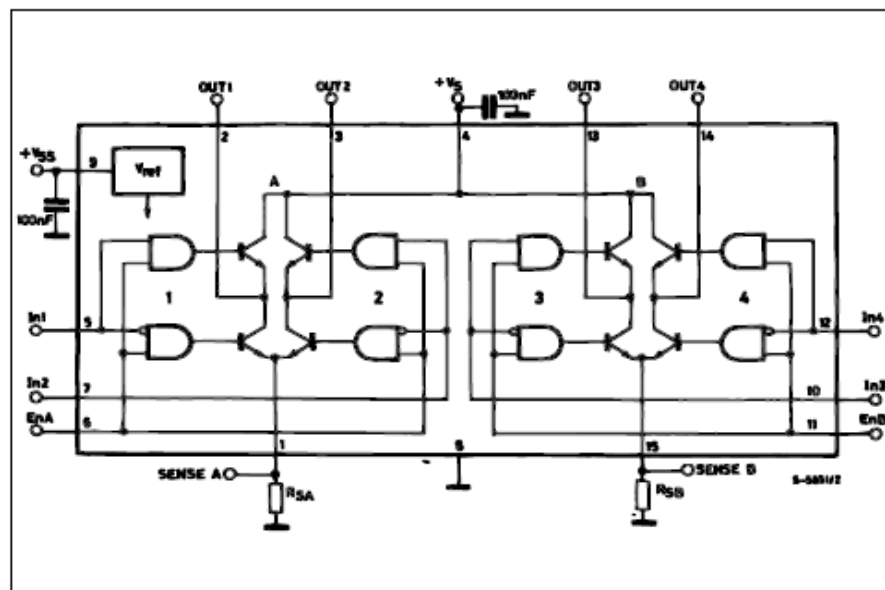 OUT1
OUT2
+Vs
100nF
OUT3
OUT4
2
3
4
13
14
+Vss
9
Vref
100nF
A
B
1
2
3
4
In1
5
12
In4
In2
7
10
In3
EnA
6
11
EnB
1
8
15
SENSE A
RSA
SENSE B
RSB
S-5851/2